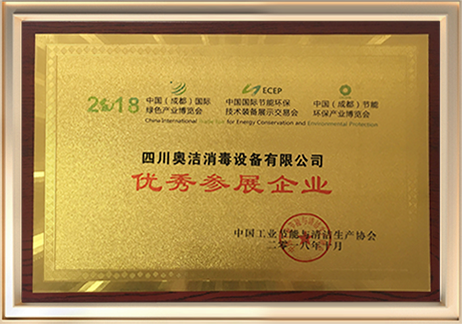 ECEP
2018 中国（成都）国际 中国国际节能环保 中国（成都）节能
绿色产业博览会 技术装备展示交易会 环保产业博览会
China International Trade Fair for Energy Conservation and Environmental Protection
四川奥洁消毒设备有限公司
优秀参展企业
中国工业节能与清洁生产协会
二零一八年十月